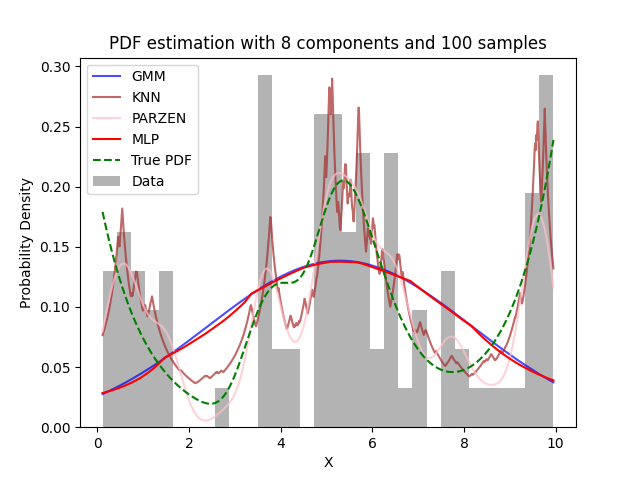 PDF estimation with 8 components and 100 samples
GMM
KNN
PARZEN
MLP
True PDF
Data
Probability Density
0.30
0.25
0.20
0.15
0.10
0.05
0.00
0 2 4 6 8 10
X